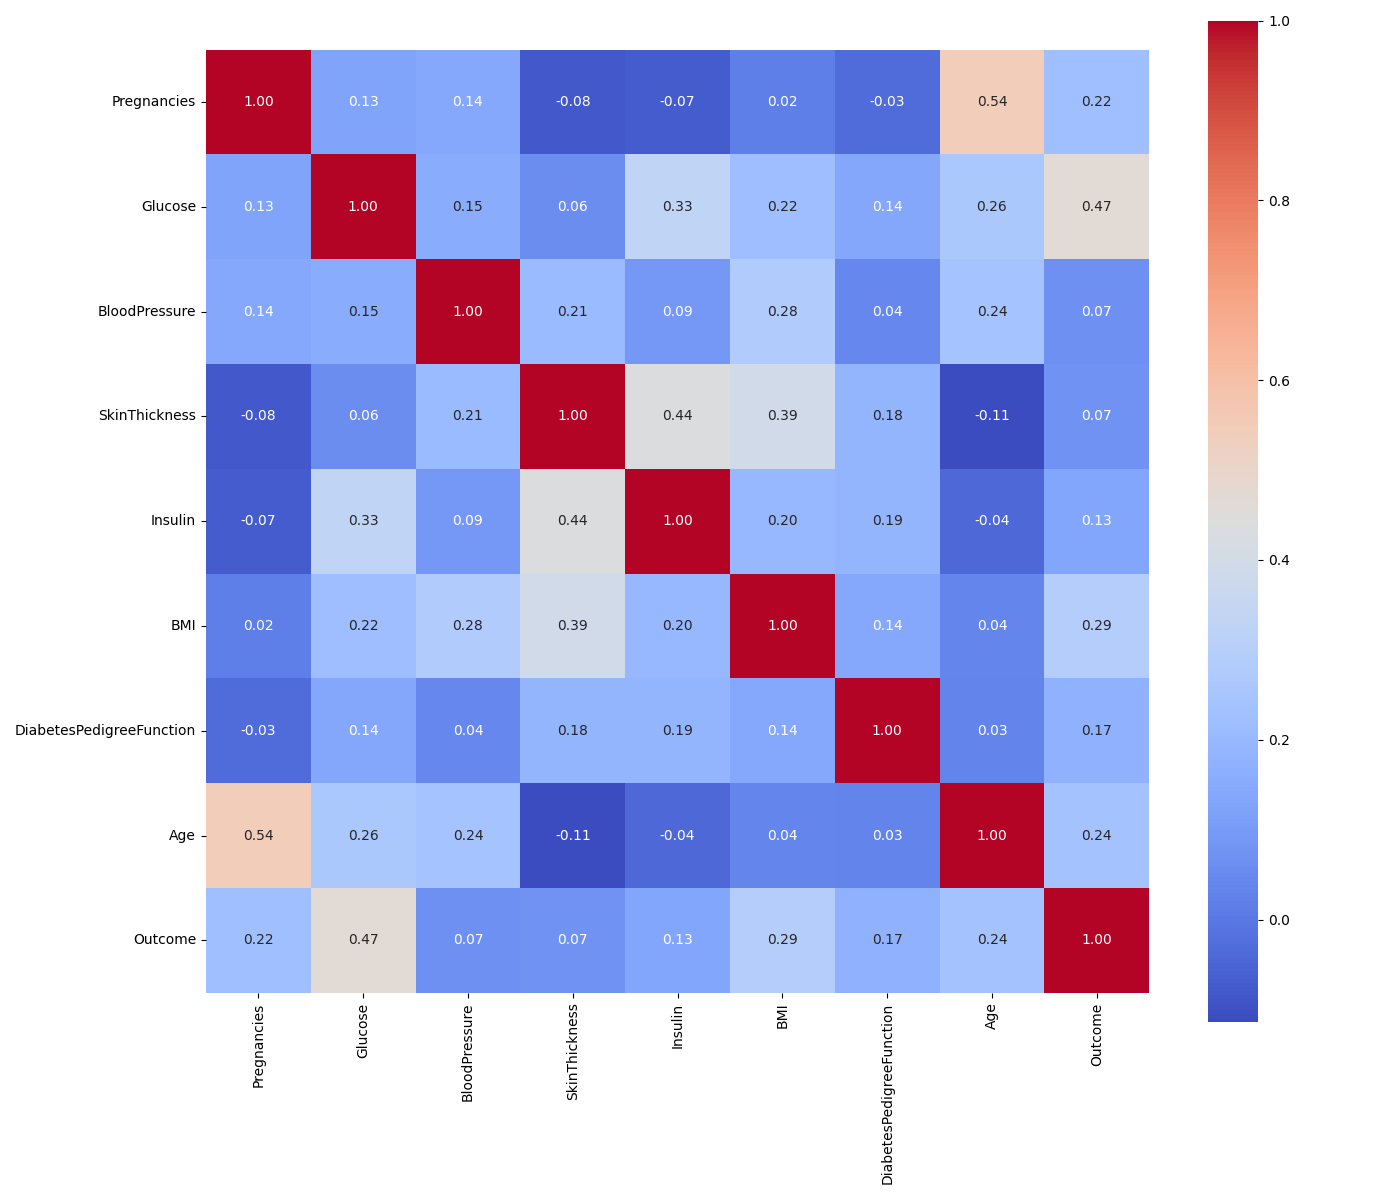 1.0
Pregnancies 1.00 0.13 0.14 -0.08 -0.07 0.02 -0.03 0.54 0.22
0.8
Glucose 0.13 1.00 0.15 0.06 0.33 0.22 0.14 0.26 0.47
BloodPressure 0.14 0.15 1.00 0.21 0.09 0.28 0.04 0.24 0.07
0.6
SkinThickness -0.08 0.06 0.21 1.00 0.44 0.39 0.18 -0.11 0.07
Insulin -0.07 0.33 0.09 0.44 1.00 0.20 0.19 -0.04 0.13
0.4
BMI 0.02 0.22 0.28 0.39 0.20 1.00 0.14 0.04 0.29
DiabetesPedigreeFunction -0.03 0.14 0.04 0.18 0.19 0.14 1.00 0.03 0.17
0.2
Age 0.54 0.26 0.24 -0.11 -0.04 0.04 0.03 1.00 0.24
0.0
Outcome 0.22 0.47 0.07 0.07 0.13 0.29 0.17 0.24 1.00
Pregnancies
Glucose
BloodPressure
SkinThickness
Insulin
BMI
DiabetesPedigreeFunction
Age
Outcome